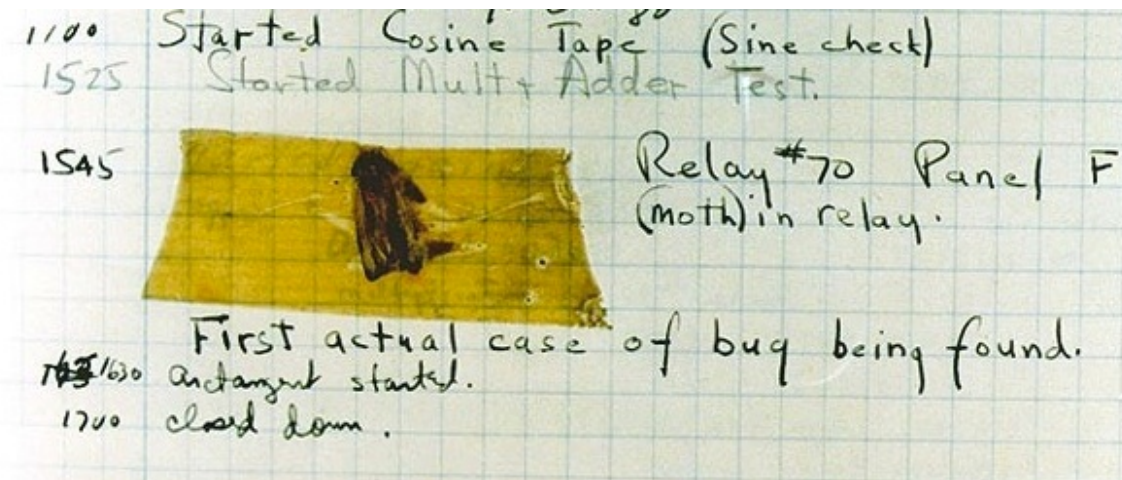 1100 Started Cosine Tape (Sine check)
1525 Started Mult + Adder Test.
1545 Relay #70 Panel F
(moth) in relay.
First actual case of bug being found.
1630 arctangent started.
1700 closed down.